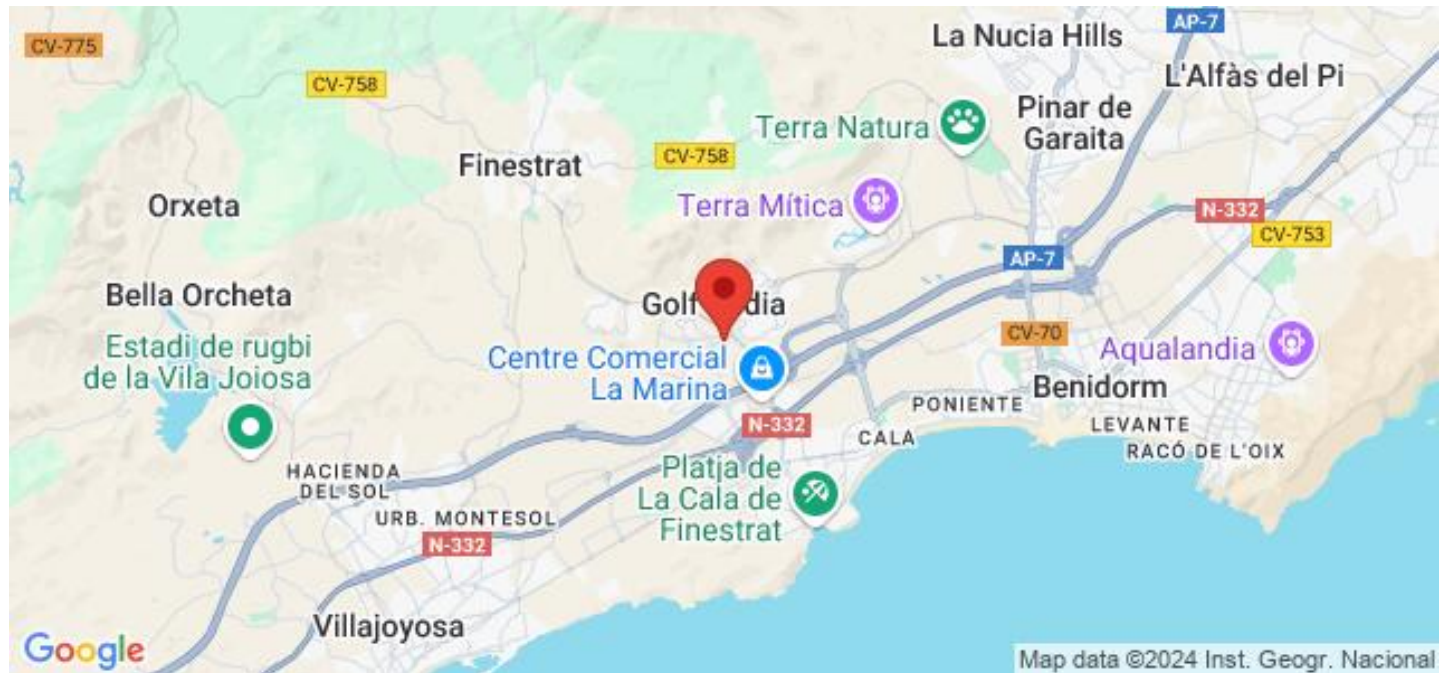 AP-7
CV-775
La Nucia Hills
L'Alfàs del Pi
CV-758
Terra Natura
Pinar de
Garaita
Finestrat
CV-758
Orxeta
Terra Mítica
N-332
CV-753
AP-7
Bella Orcheta
Golf
dia
Estadi de rugbi
de la Vila Joiosa
Centre Comercial
La Marina
CV-70
Aqualandia
Benidorm
PONIENTE
LEVANTE
N-332
CALA
RACÓ DE L'OIX
HACIENDA
DEL SOL
Platja de
La Cala de
Finestrat
URB. MONTESOL
N-332
Villajoyosa
Google
Map data ©2024 Inst. Geogr. Nacional